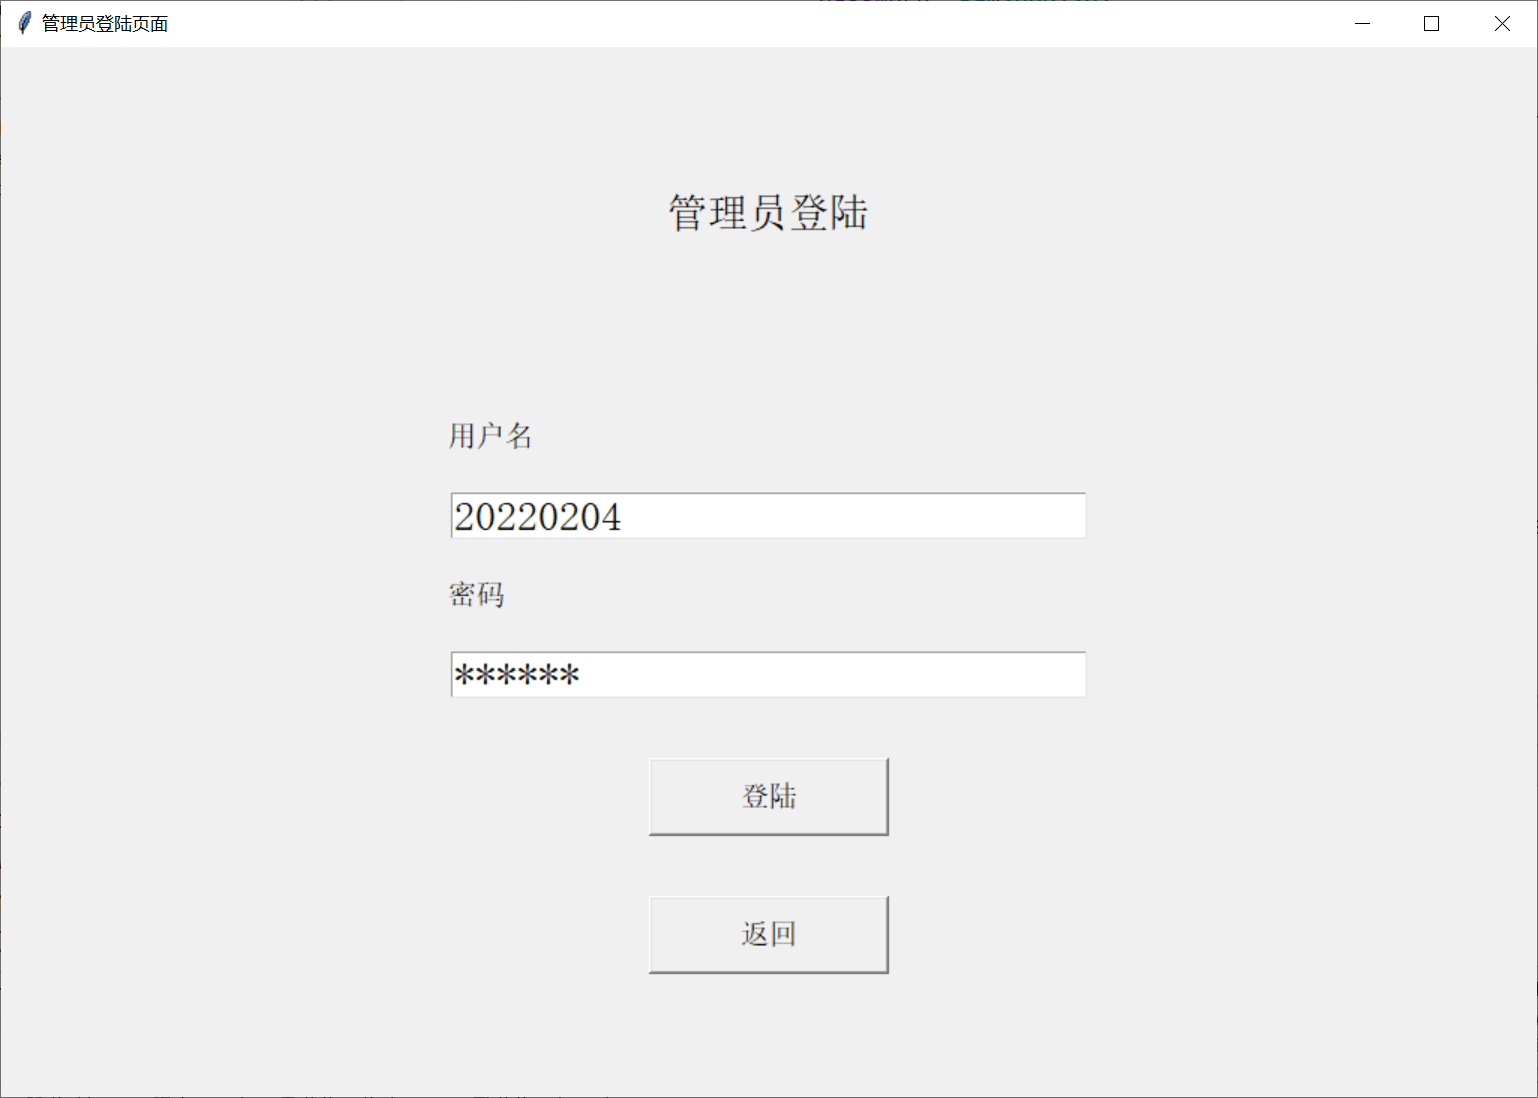 管理员登陆页面
管理员登陆
用户名
20220204
密码
******
登陆
返回